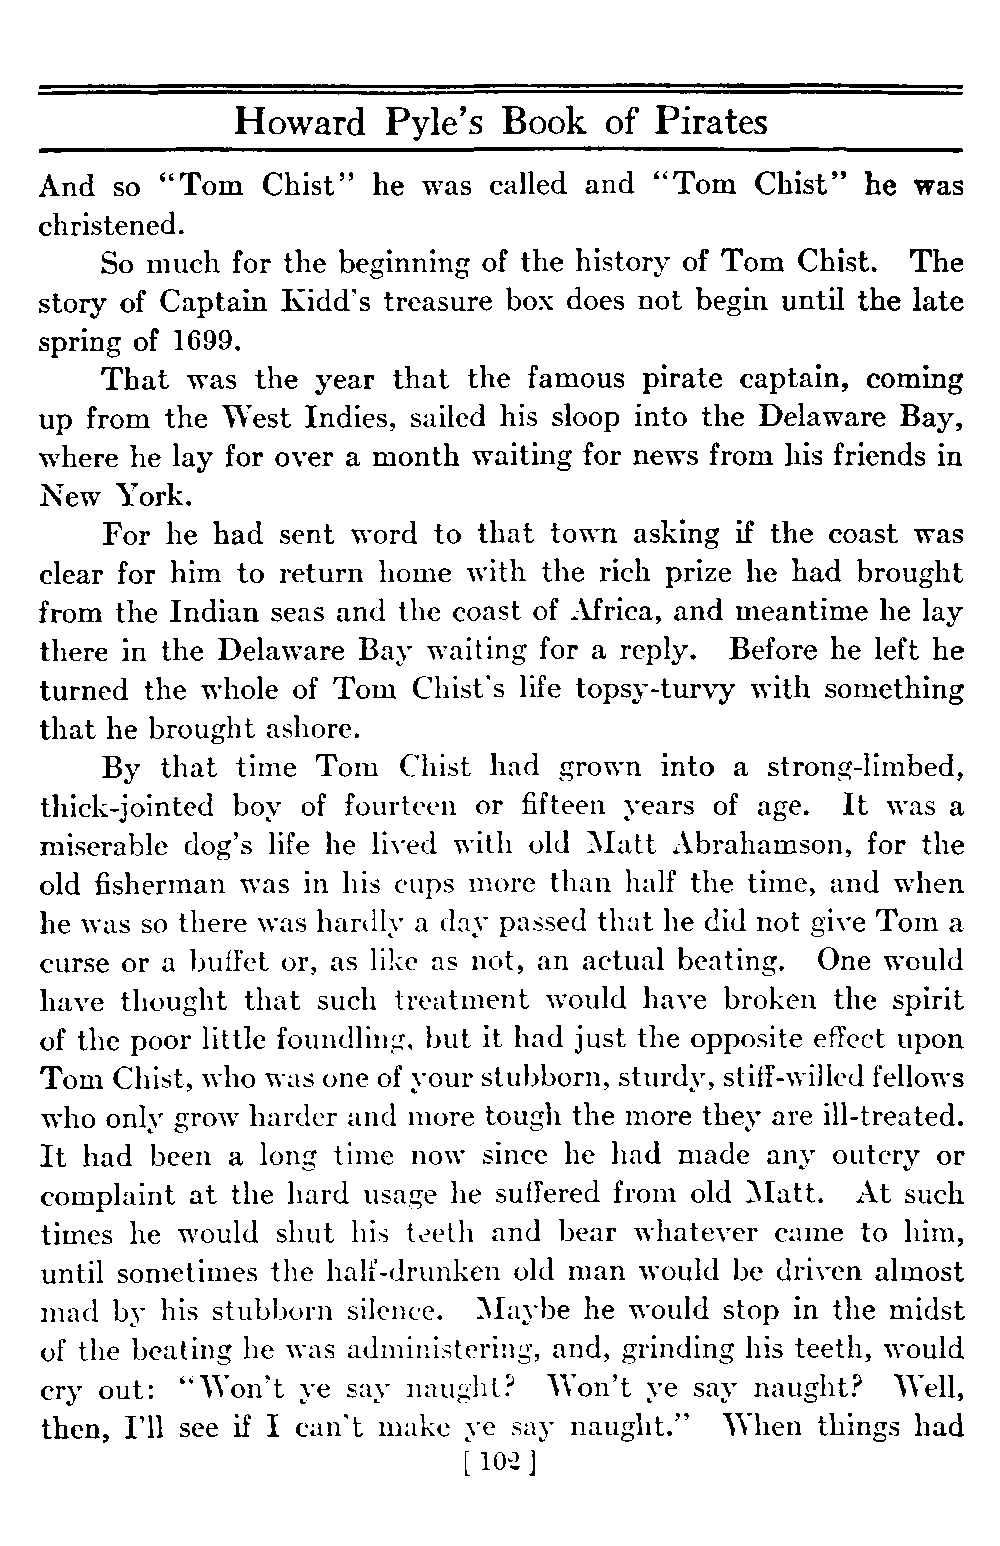 Howard Pyle's Book of Pirates
And so "Tom Chist" he was called and "Tom Chist" he was
christened.
So much for the beginning of the history of Tom Chist. The
story of Captain Kidd's treasure box does not begin until the late
spring of 1699.
That was the year that the famous pirate captain, coming
up from the West Indies, sailed his sloop into the Delaware Bay,
where he lay for over a month waiting for news from his friends in
New York.
For he had sent word to that town asking if the coast was
clear for him to return home with the rich prize he had brought
from the Indian seas and the coast of Africa, and meantime he lay
there in the Delaware Bay waiting for a reply. Before he left he
turned the whole of Tom Chist's life topsy-turvy with something
that he brought ashore.
By that time Tom Chist had grown into a strong-limbed,
thick-jointed boy of fourteen or fifteen years of age. It was a
miserable dog's life he lived with old Matt Abrahamson, for the
old fisherman was in his cups more than half the time, and when
he was so there was hardly a day passed that he did not give Tom a
curse or a buffet or, as like as not, an actual beating. One would
have thought that such treatment would have broken the spirit
of the poor little foundling, but it had just the opposite effect upon
Tom Chist, who was one of your stubborn, sturdy, stiff-willed fellows
who only grow harder and more tough the more they are ill-treated.
It had been a long time now since he had made any outcry or
complaint at the hard usage he suffered from old Matt. At such
times he would shut his teeth and bear whatever came to him,
until sometimes the half-drunken old man would be driven almost
mad by his stubborn silence. Maybe he would stop in the midst
of the beating he was administering, and, grinding his teeth, would
cry out: "Won't ye say naught? Won't ye say naught? Well,
then, I'll see if I can't make ye say naught." When things had
[ 102 ]